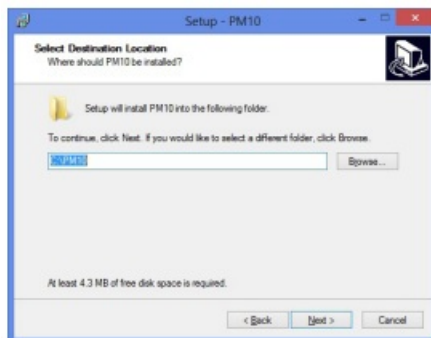 Setup - PM10
Select Destination Location
Where should PM10 be installed?
Setup will install PM10 into the following folder.
To continue, click Next. If you would like to select a different folder, click Browse.
C:\PM10
Browse...
At least 4.3 MB of free disk space is required.
< Back
Next >
Cancel